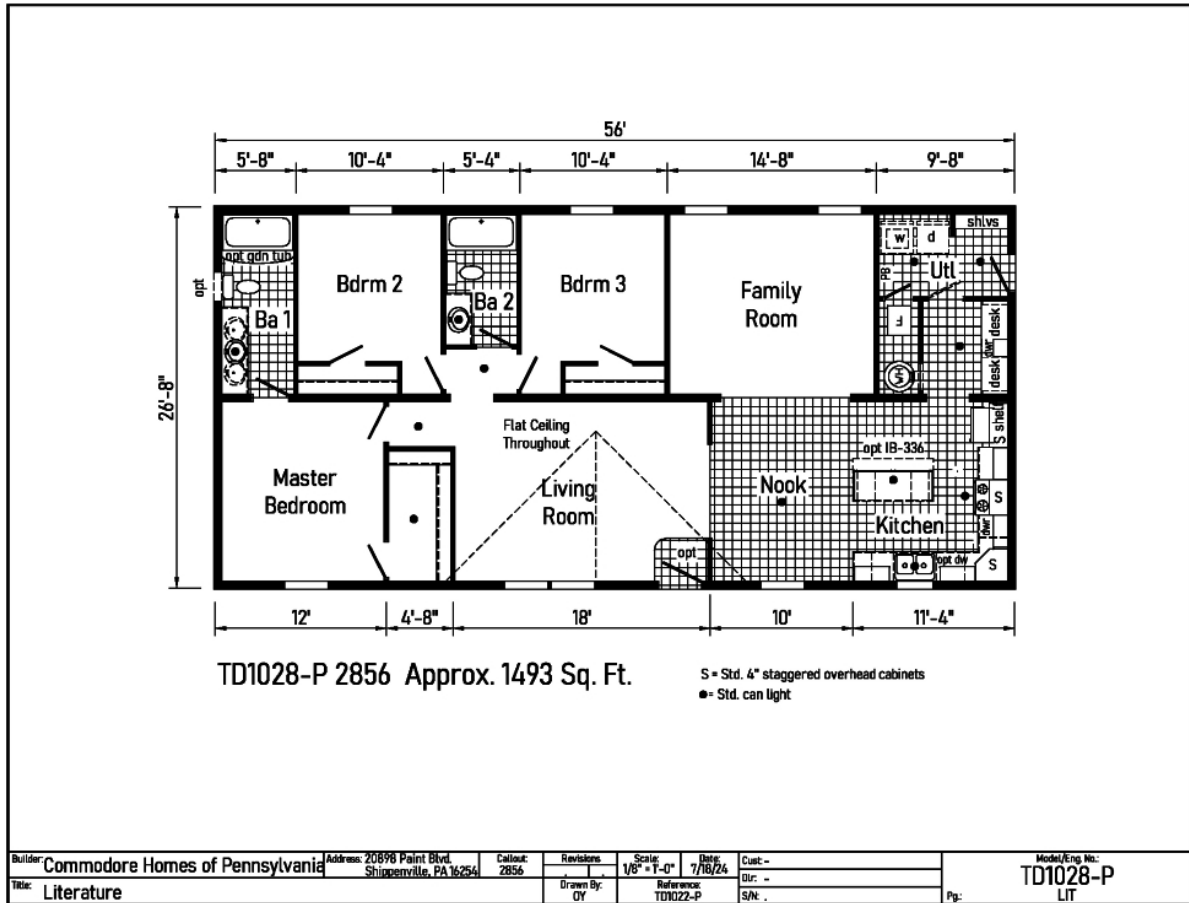 56'
5'-8" 10'-4" 5'-4" 10'-4" 14'-8" 9'-8"
26'-8"
opt gdn tub
opt
Ba 1
Bdrm 2
Ba 2
Bdrm 3
Family
Room
w d
shlvs
PB
Utl
F
WH
desk
dwr
desk
Master
Bedroom
Flat Ceiling
Throughout
Living
Room
opt
Nook
opt IB-336
Kitchen
S shelf
S
dwr
opt dw
S
12' 4'-8" 18' 10' 11'-4"
TD1028-P 2856 Approx. 1493 Sq. Ft.
S = Std. 4" staggered overhead cabinets
●= Std. can light
Builder: Commodore Homes of Pennsylvania
Address: 20898 Paint Blvd.
Shippenville, PA 16254
Callout:
2856
Revisions
Scale:
1/8" = 1'-0"
Date:
7/18/24
Cust: -
Dlr: -
S/N: .
Model/Eng. No.:
TD1028-P
Title: Literature
Drawn By:
OY
Reference:
TD1022-P
Pg.: LIT